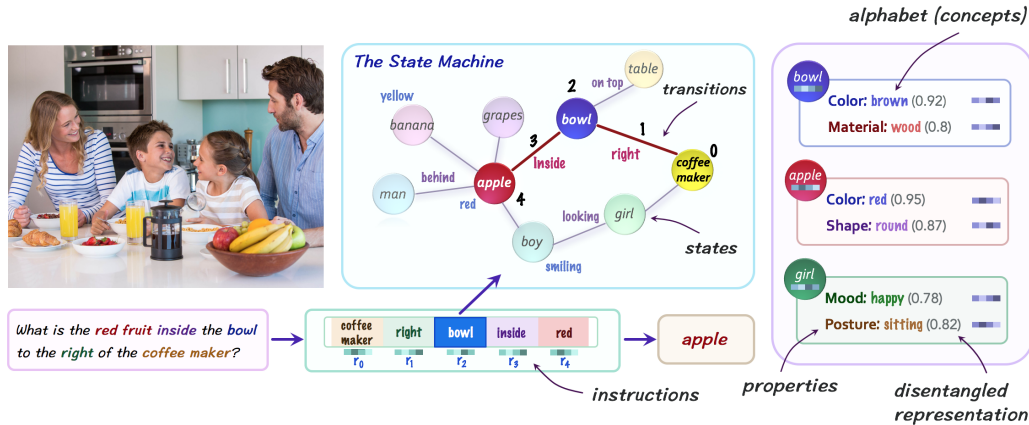 alphabet (concepts)
The State Machine
table
on top
2
transitions
yellow
bowl
grapes
banana
3
1
0
Inside
right
coffee
maker
behind
apple
man
red
4
looking
girl
boy
states
smiling
bowl
Color: brown (0.92)
Material: wood (0.8)
apple
Color: red (0.95)
Shape: round (0.87)
girl
Mood: happy (0.78)
Posture: sitting (0.82)
properties
disentangled
representation
What is the red fruit inside the bowl
to the right of the coffee maker?
coffee
maker
right
bowl
inside
red
r0
r1
r2
r3
r4
instructions
apple